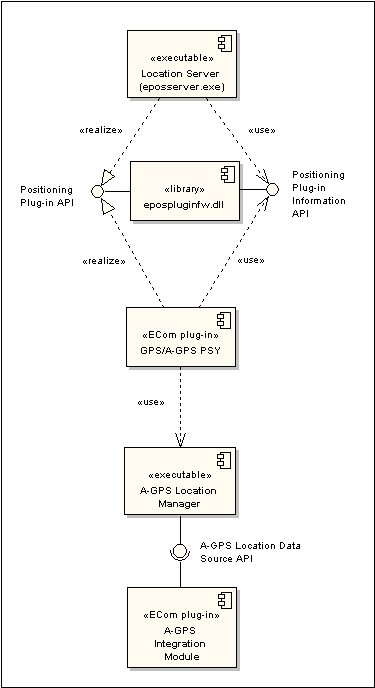 «executable»
Location Server
(eposserver.exe)
«realize»
«use»
Positioning
Plug-in API
«library»
epospluginfw.dll
Positioning
Plug-in
Information
API
«realize»
«use»
«ECom plug-in»
GPS/A-GPS PSY
«use»
«executable»
A-GPS Location
Manager
A-GPS Location Data
Source API
«ECom plug-in»
A-GPS
Integration
Module